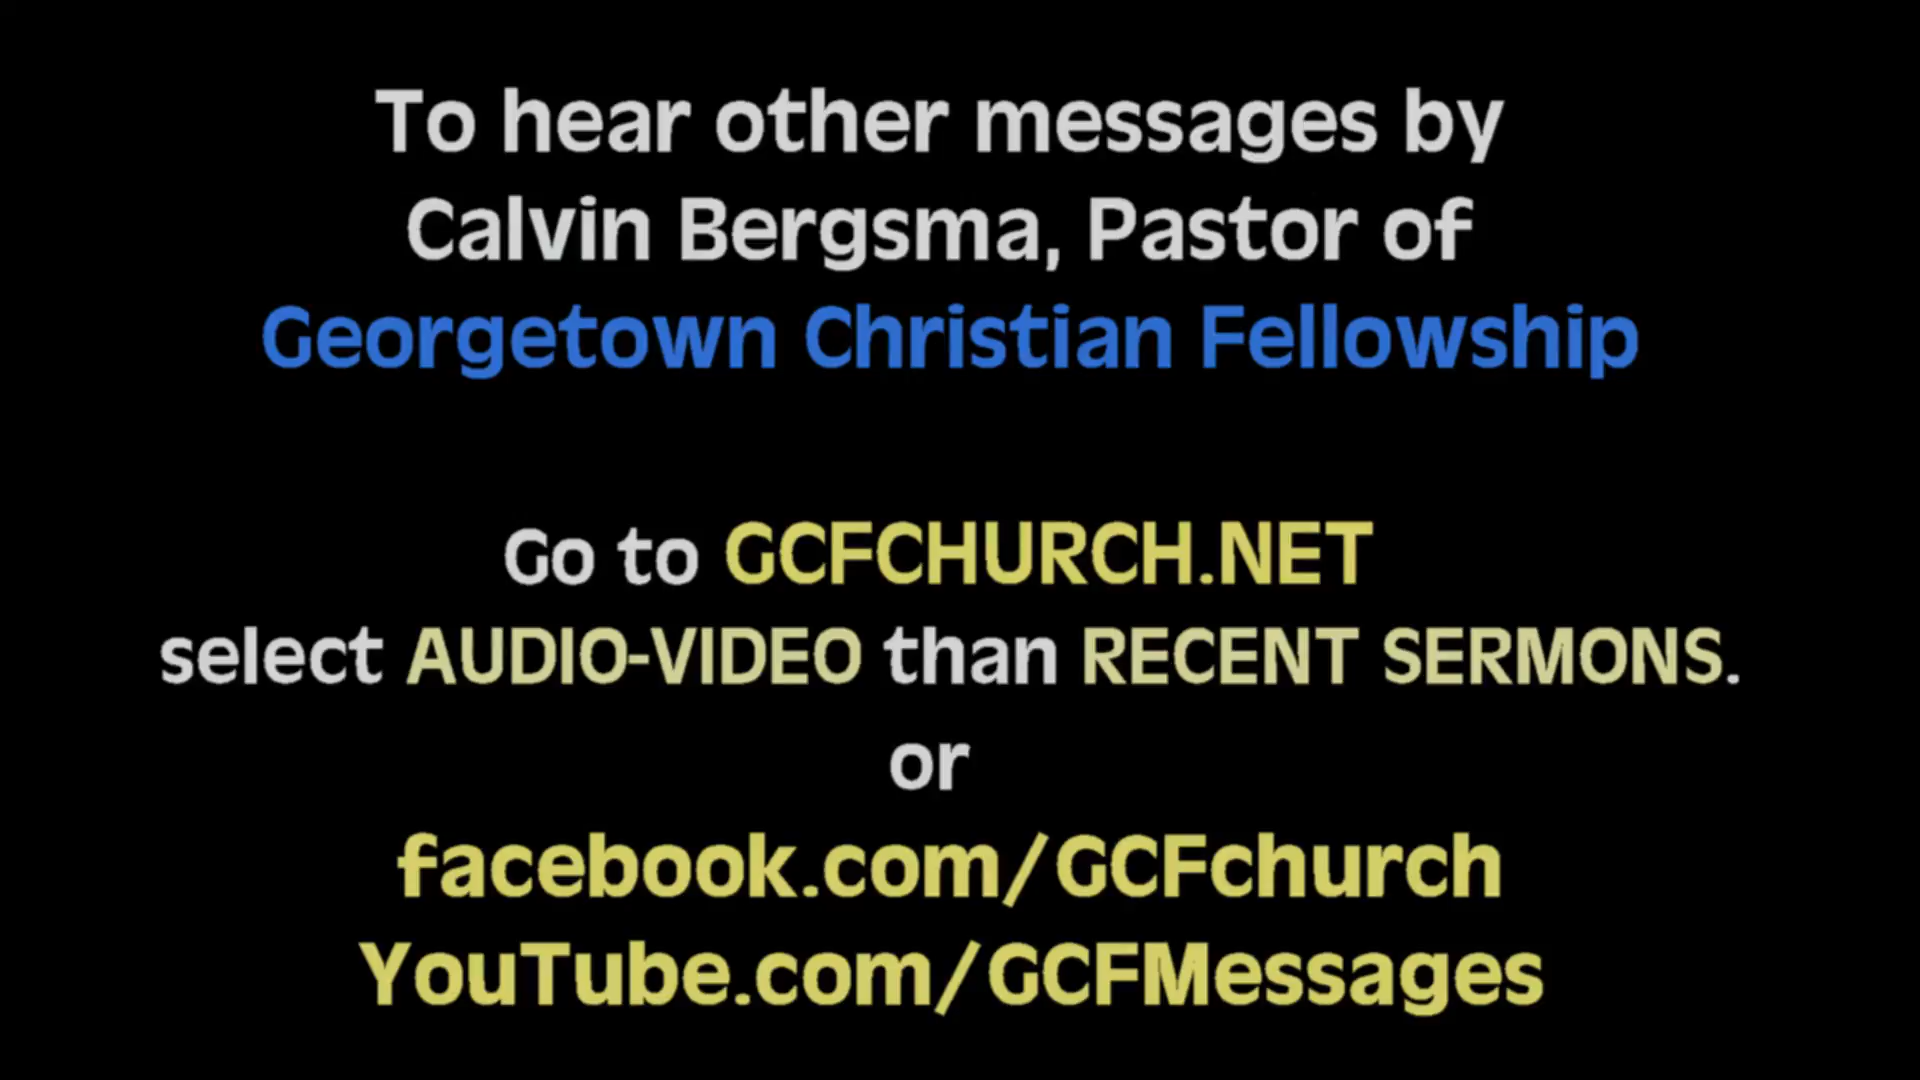 To hear other messages by
Calvin Bergsma, Pastor of
Georgetown Christian Fellowship
Go to GCFCHURCH.NET
select AUDIO-VIDEO than RECENT SERMONS.
or
facebook.com/GCFchurch
YouTube.com/GCFMessages